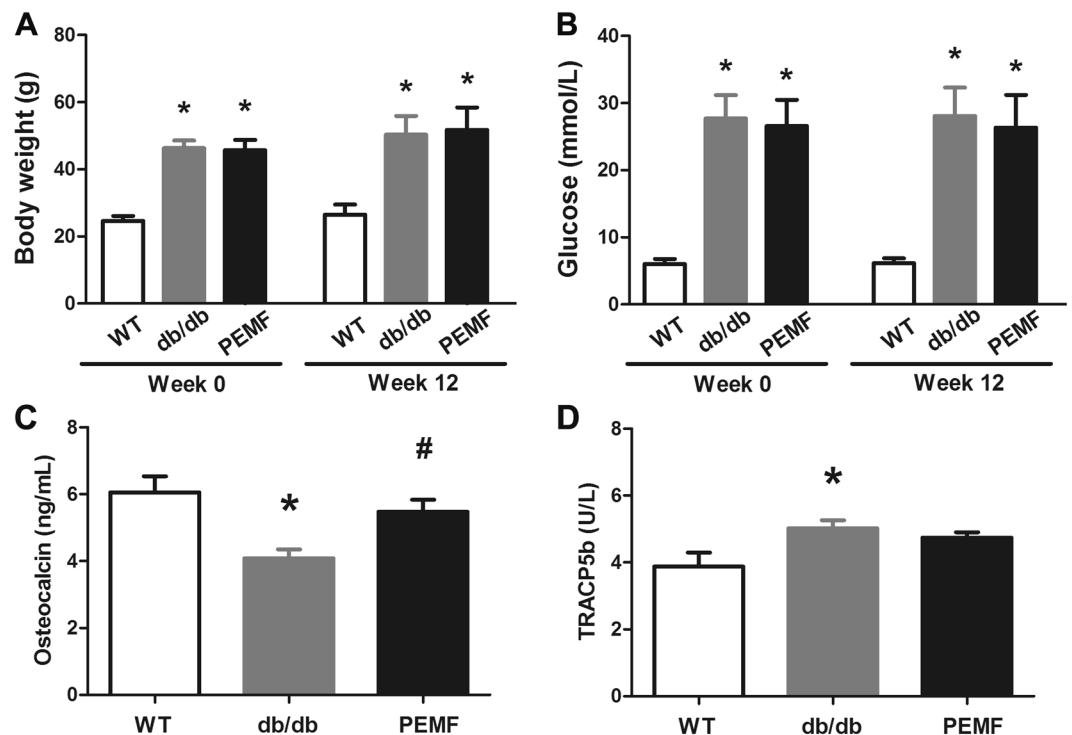 A
Body weight (g)
80
60
40
20
0
* * * *
WT db/db PEMF WT db/db PEMF
Week 0 Week 12
B
Glucose (mmol/L)
40
30
20
10
0
* * * *
WT db/db PEMF WT db/db PEMF
Week 0 Week 12
C
Osteocalcin (ng/mL)
8
6
4
2
0
* #
WT db/db PEMF
D
TRACP5b (U/L)
8
6
4
2
0
*
WT db/db PEMF